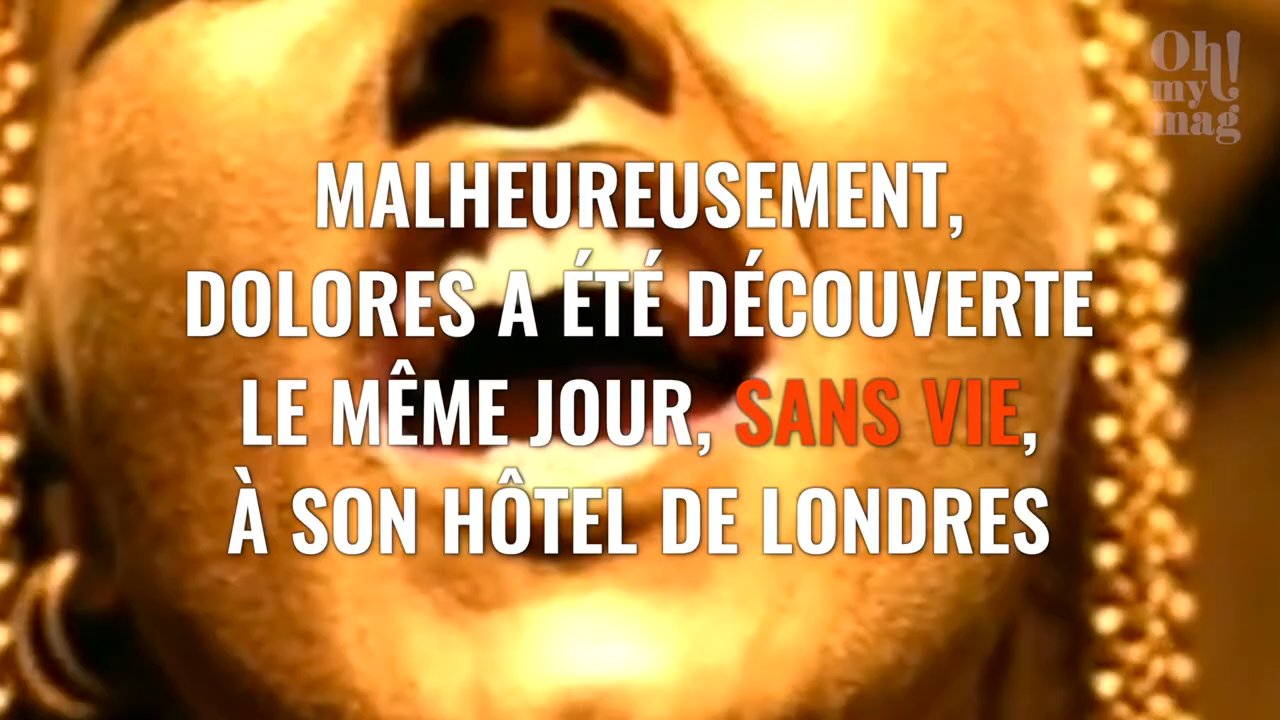 Oh!
my
mag
MALHEUREUSEMENT,
DOLORES A ÉTÉ DÉCOUVERTE
LE MÊME JOUR, SANS VIE,
À SON HÔTEL DE LONDRES